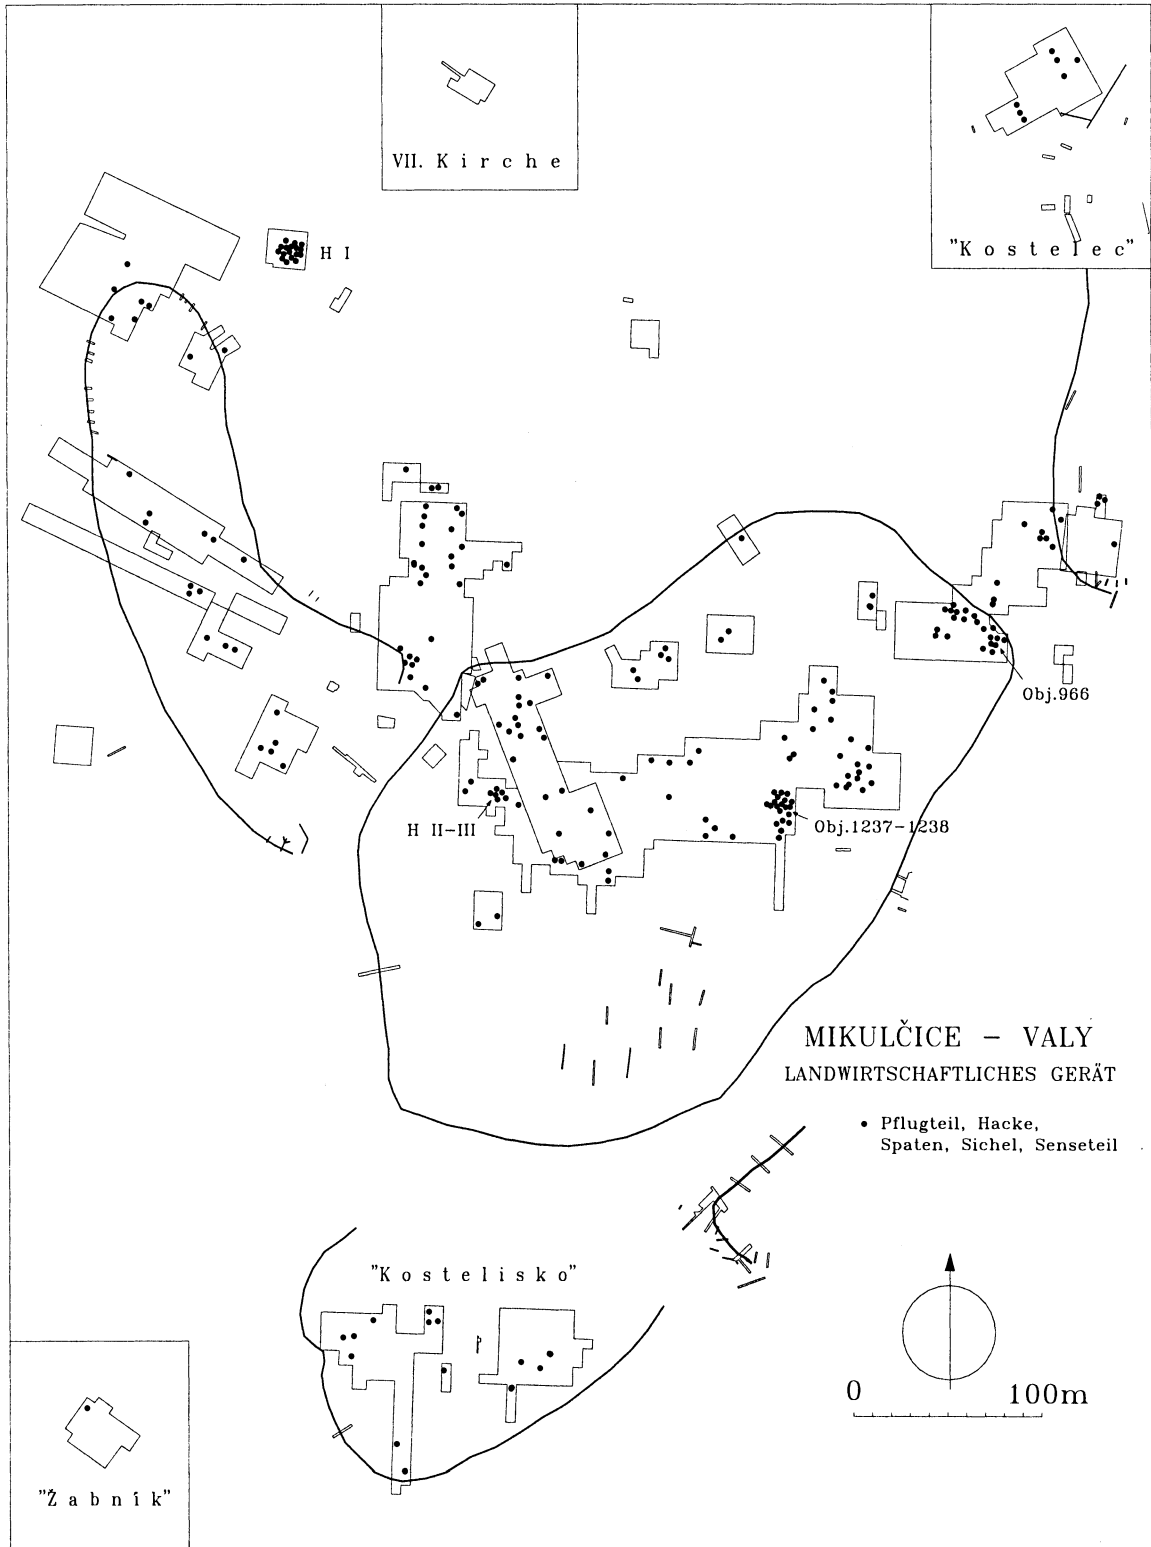 VII. Kirche
"Kostelec"
H I
Obj.966
H II-III
Obj.1237-1238
MIKULČICE - VALY
LANDWIRTSCHAFTLICHES GERÄT
• Pflugteil, Hacke,
Spaten, Sichel, Senseteil
"Kostelisko"
0 100m
"Žabník"